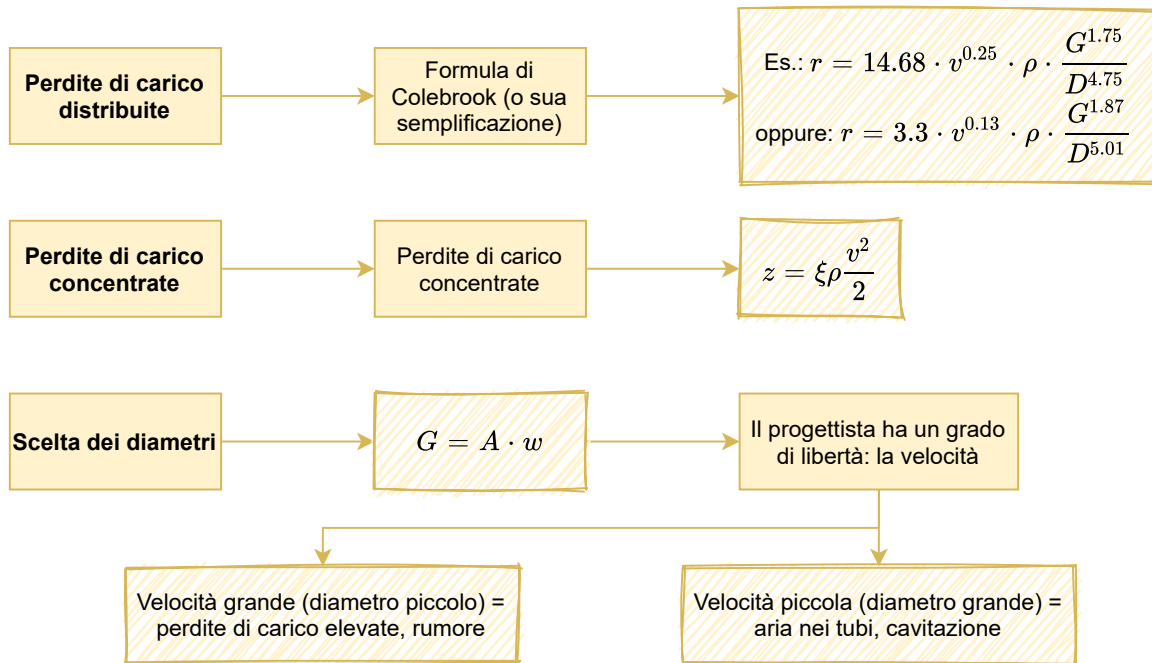 Perdite di carico
distribuite
Formula di
Colebrook (o sua
semplificazione)
Es.: r = 14.68 · v^{0.25} · ρ · \frac{G^{1.75}}{D^{4.75}}
oppure: r = 3.3 · v^{0.13} · ρ · \frac{G^{1.87}}{D^{5.01}}
Perdite di carico
concentrate
Perdite di carico
concentrate
z = ξρ\frac{v^2}{2}
Scelta dei diametri
G = A · w
Il progettista ha un grado
di libertà: la velocità
Velocità grande (diametro piccolo) =
perdite di carico elevate, rumore
Velocità piccola (diametro grande) =
aria nei tubi, cavitazione